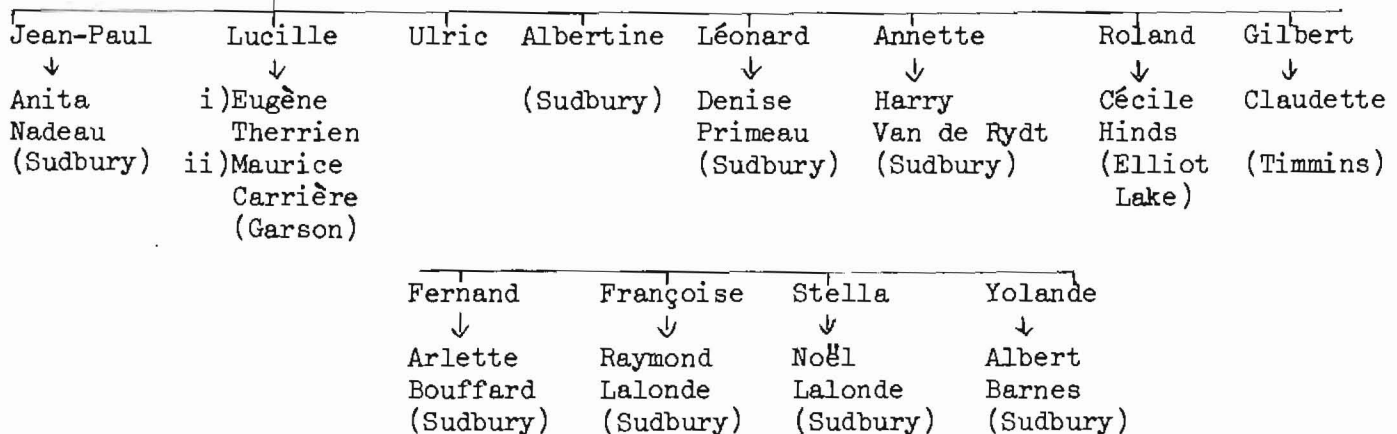 Jean-Paul Lucille Ulric Albertine Léonard Annette Roland Gilbert
↓ ↓ ↓ ↓ ↓ ↓
Anita i)Eugène (Sudbury) Denise Harry Cécile Claudette
Nadeau Therrien Primeau Van de Rydt Hinds
(Sudbury) ii)Maurice (Sudbury) (Sudbury) (Elliot (Timmins)
Carrière Lake)
(Garson)
Fernand Françoise Stella Yolande
↓ ↓ ↓ ↓
Arlette Raymond Noël Albert
Bouffard Lalonde Lalonde Barnes
(Sudbury) (Sudbury) (Sudbury) (Sudbury)